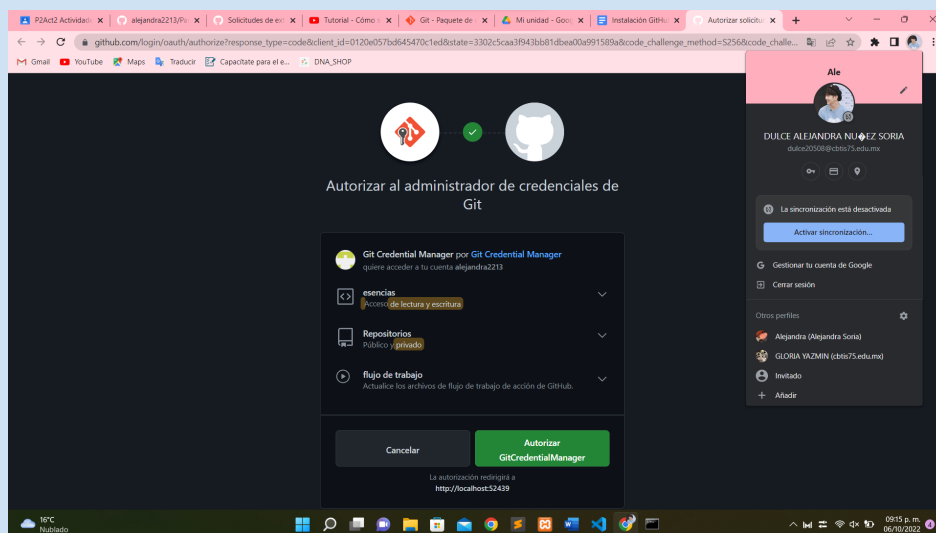 P2Act2 Actividad
alejandra2213/Par
Solicitudes de ext
Tutorial - Cómo s
Git - Paquete de
Mi unidad - Goog
Instalación GitHu
Autorizar solicitu
github.com/login/oauth/authorize?response_type=code&client_id=0120e057bd645470c1ed&state=3302c5caa3f943bb81dbea00a991589a&code_challenge_method=S256&code_challe...
Gmail
YouTube
Maps
Traducir
Capacítate para el e...
DNA_SHOP
Autorizar al administrador de credenciales de
Git
Git Credential Manager por Git Credential Manager
quiere acceder a tu cuenta alejandra2213
esencias
Acceso de lectura y escritura
Repositorios
Público y privado
flujo de trabajo
Actualice los archivos de flujo de trabajo de acción de GitHub.
Cancelar
Autorizar
GitCredentialManager
La autorización redirigirá a
http://localhost:52439
Ale
DULCE ALEJANDRA NU�EZ SORIA
dulce20508@cbtis75.edu.mx
La sincronización está desactivada
Activar sincronización...
Gestionar tu cuenta de Google
Cerrar sesión
Otros perfiles
Alejandra (Alejandra Soria)
GLORIA YAZMIN (cbtis75.edu.mx)
Invitado
Añadir
16°C
Nublado
09:15 p. m.
06/10/2022
4